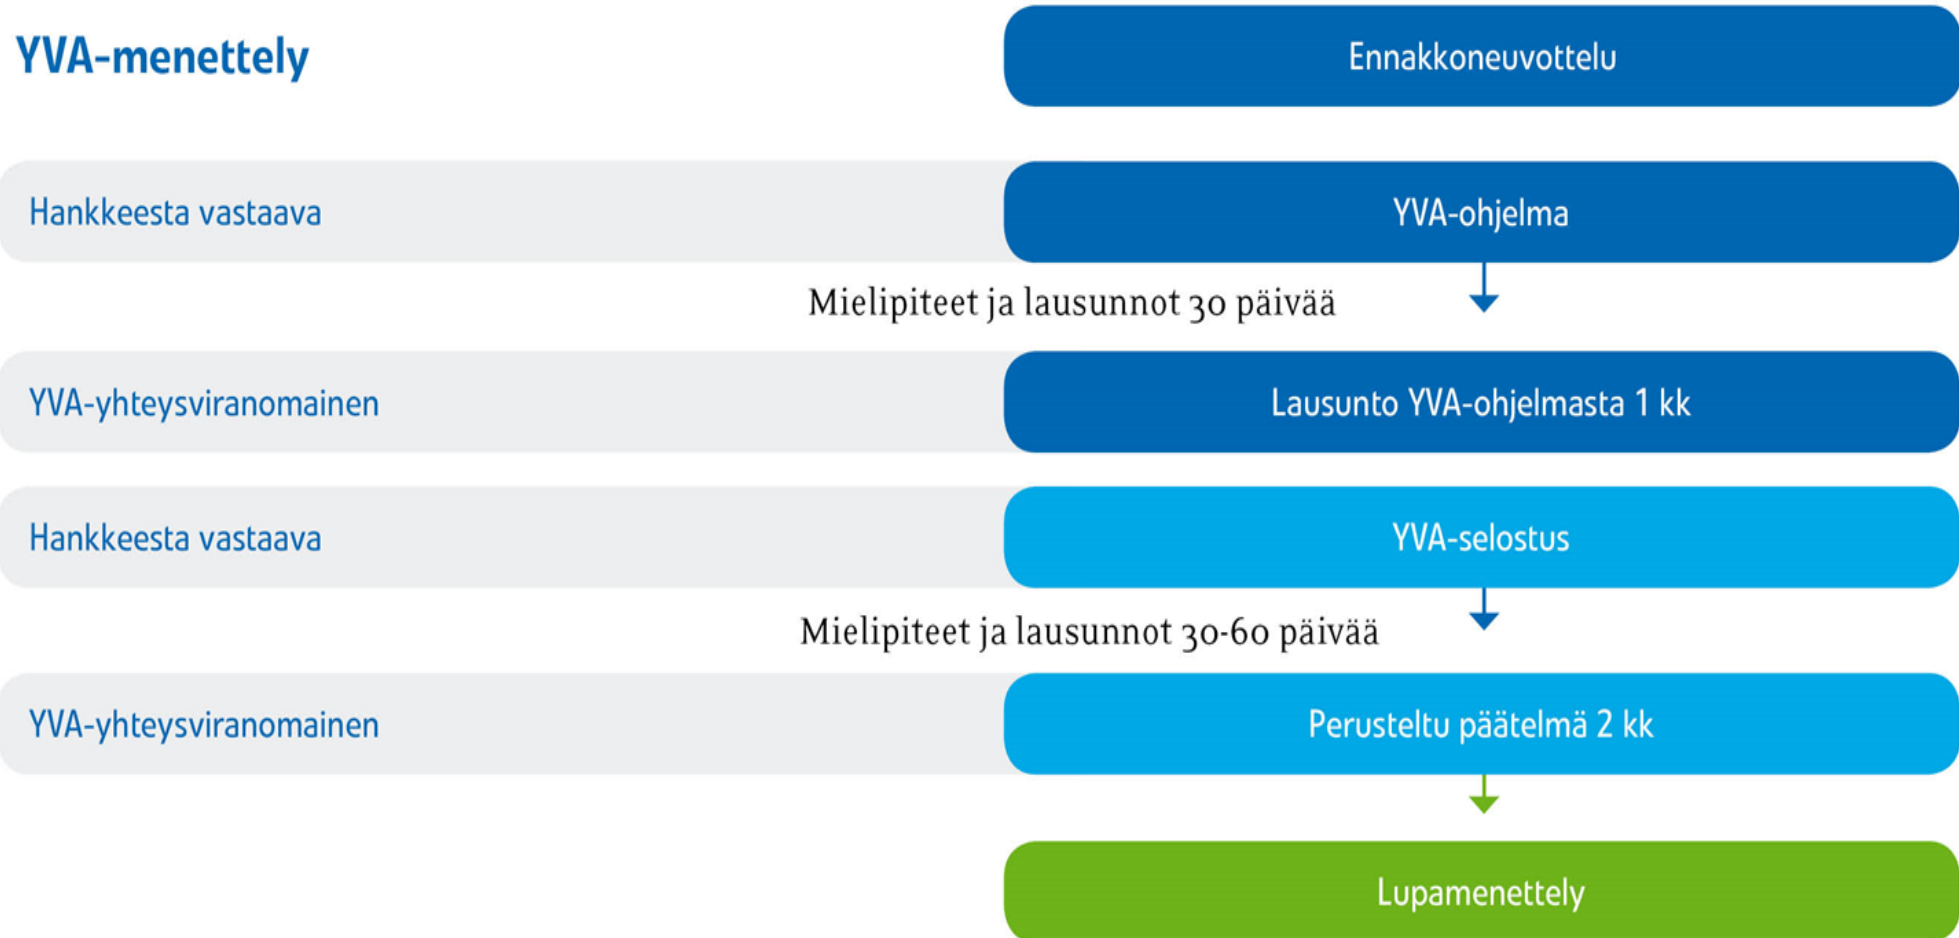 YVA-menettely
Ennakkoneuvottelu
Hankkeesta vastaava
YVA-ohjelma
Mielipiteet ja lausunnot 30 päivää
YVA-yhteysviranomainen
Lausunto YVA-ohjelmasta 1 kk
Hankkeesta vastaava
YVA-selostus
Mielipiteet ja lausunnot 30-60 päivää
YVA-yhteysviranomainen
Perusteltu päätelmä 2 kk
Lupamenettely